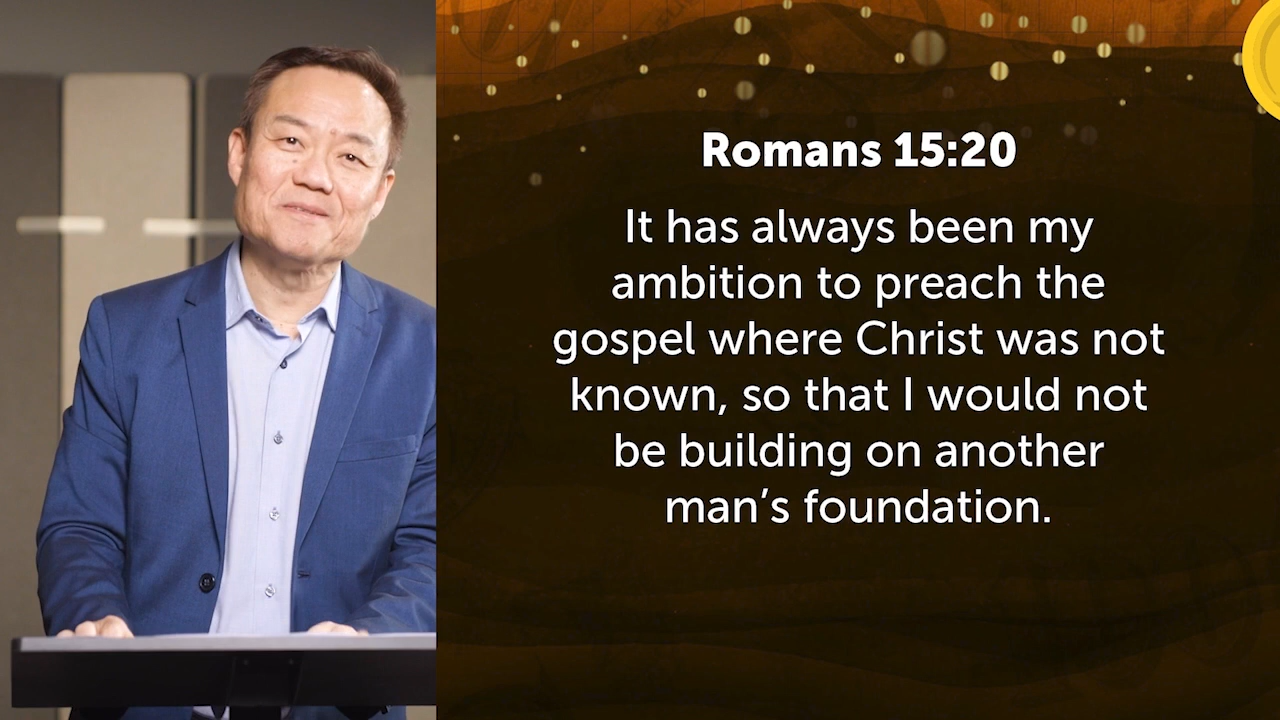 Romans 15:20
It has always been my
ambition to preach the
gospel where Christ was not
known, so that I would not
be building on another
man’s foundation.